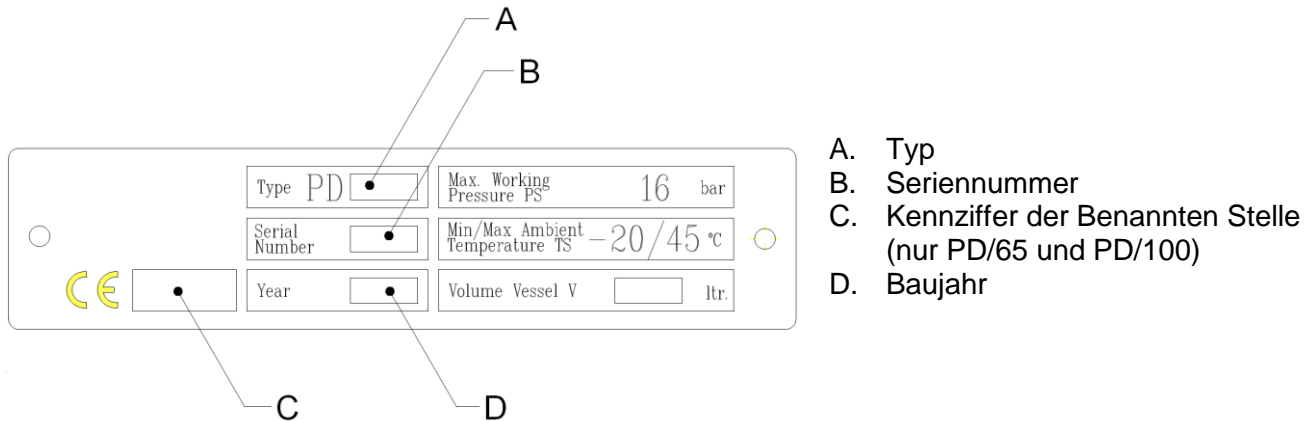 A
B
Type PD
Max. Working
Pressure PS 16 bar
Serial
Number
Min/Max Ambient
Temperature TS -20/45 °C
CE
Year
Volume Vessel V ltr.
C
D
A. Typ
B. Seriennummer
C. Kennziffer der Benannten Stelle
(nur PD/65 und PD/100)
D. Baujahr